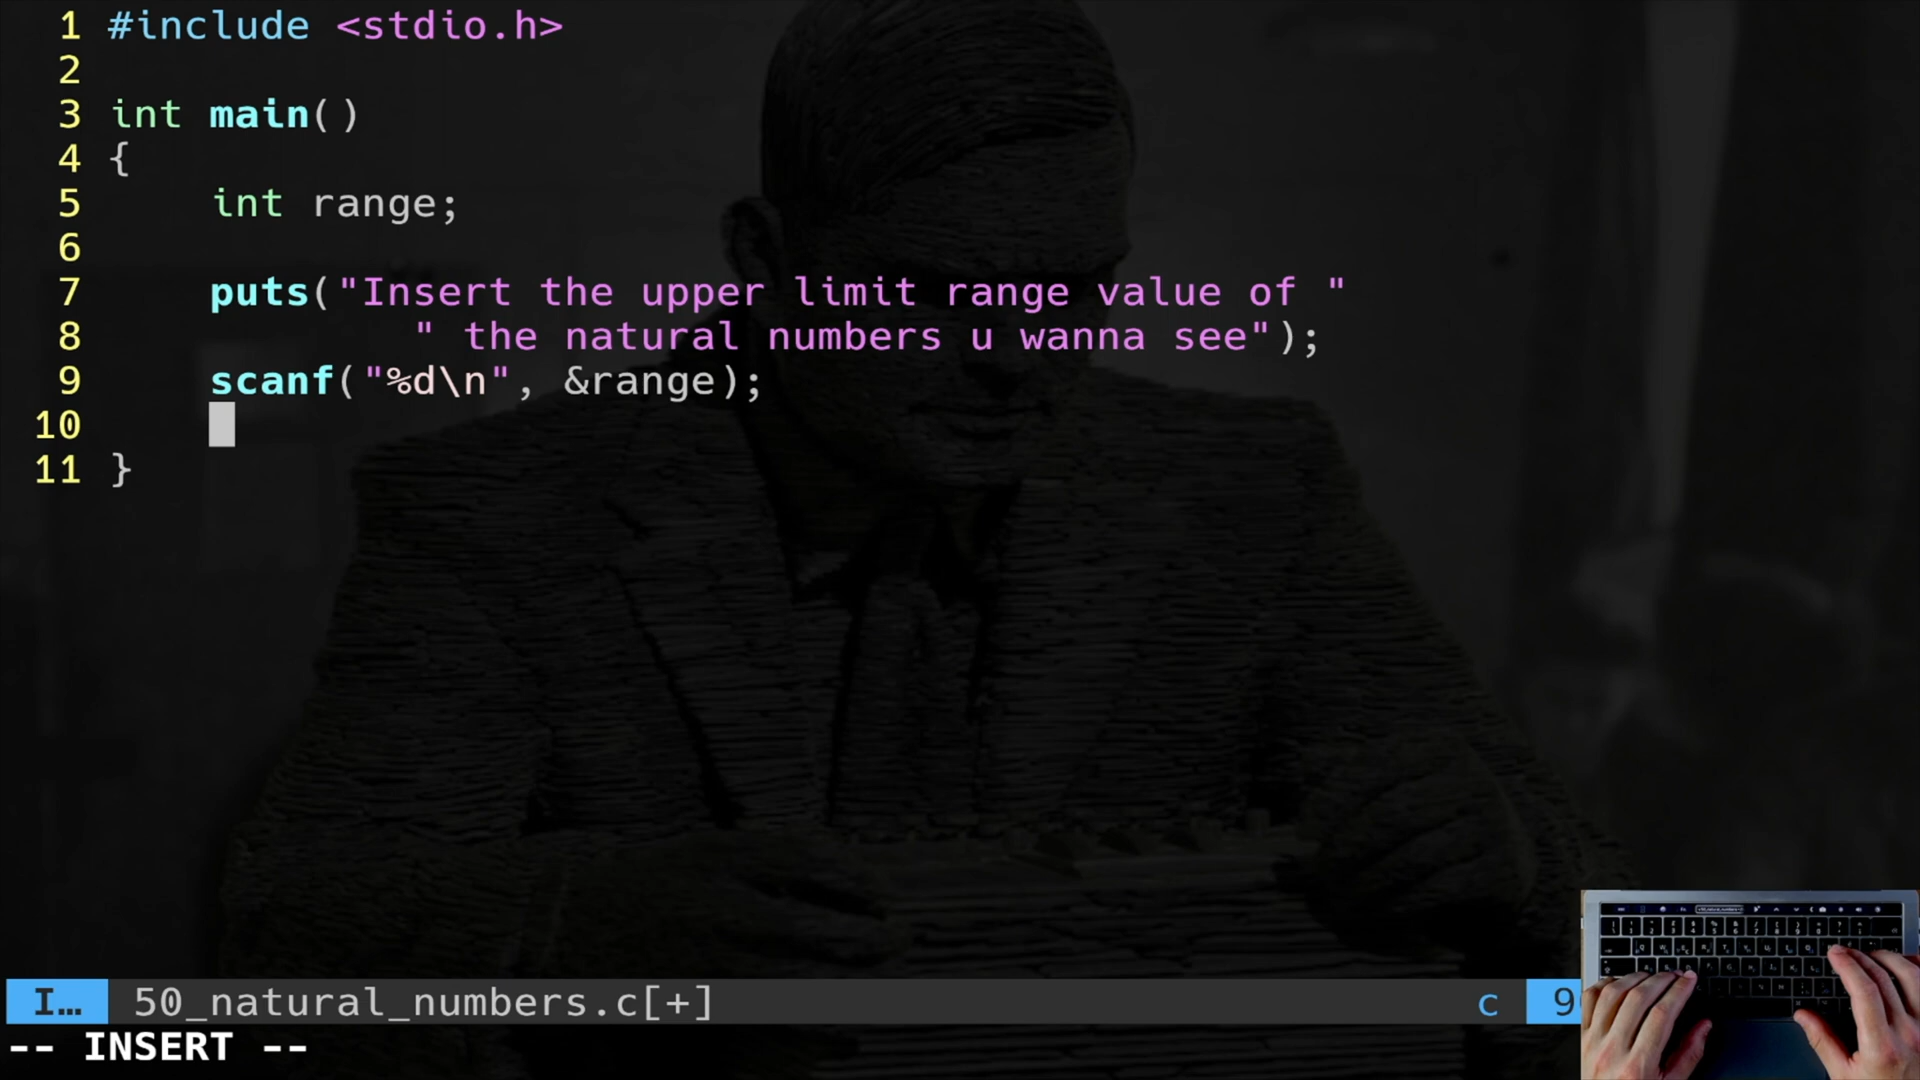 1 #include <stdio.h>
2
3 int main()
4 {
5 int range;
6
7 puts("Insert the upper limit range value of "
8 " the natural numbers u wanna see");
9 scanf("%d\n", &range);
10
11 }
I… 50_natural_numbers.c[+] c 9
-- INSERT --